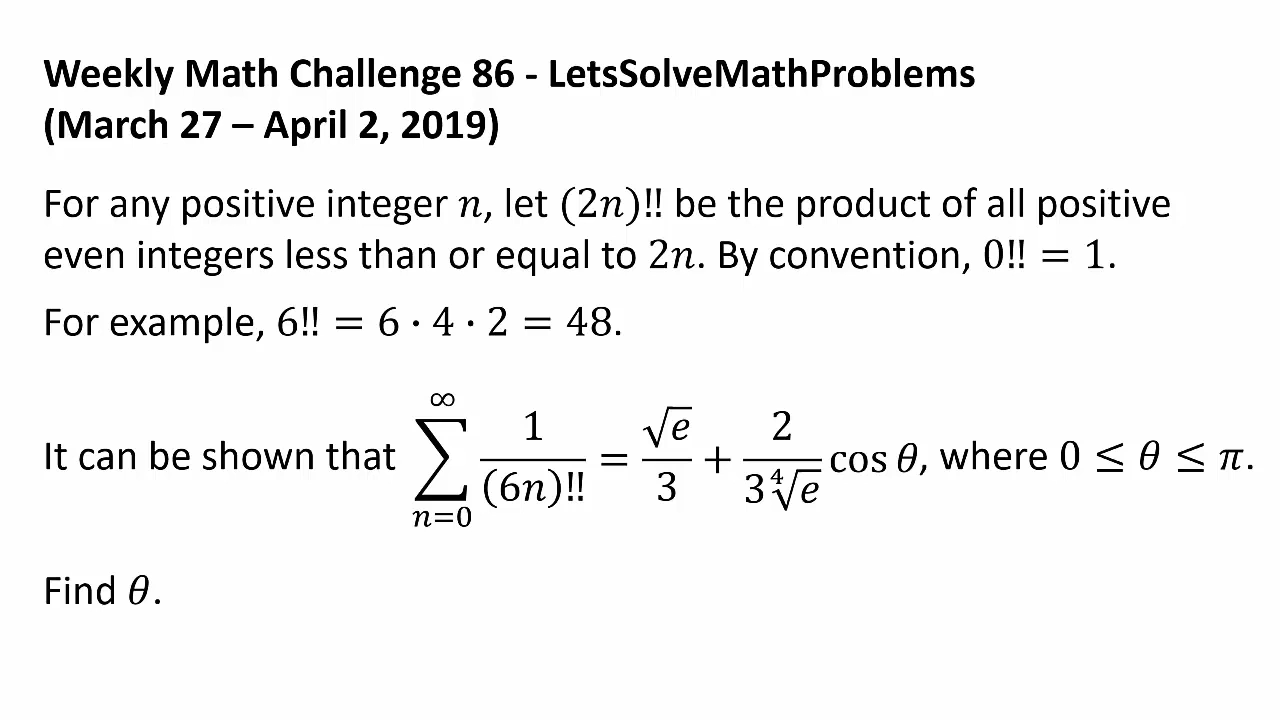 Weekly Math Challenge 86 - LetsSolveMathProblems
(March 27 – April 2, 2019)
For any positive integer n, let (2n)!! be the product of all positive
even integers less than or equal to 2n. By convention, 0!! = 1.
For example, 6!! = 6 · 4 · 2 = 48.
It can be shown that ∑_{n=0}^{∞} 1/(6n)!! = √e/3 + 2/(3∜e) cos θ, where 0 ≤ θ ≤ π.
Find θ.